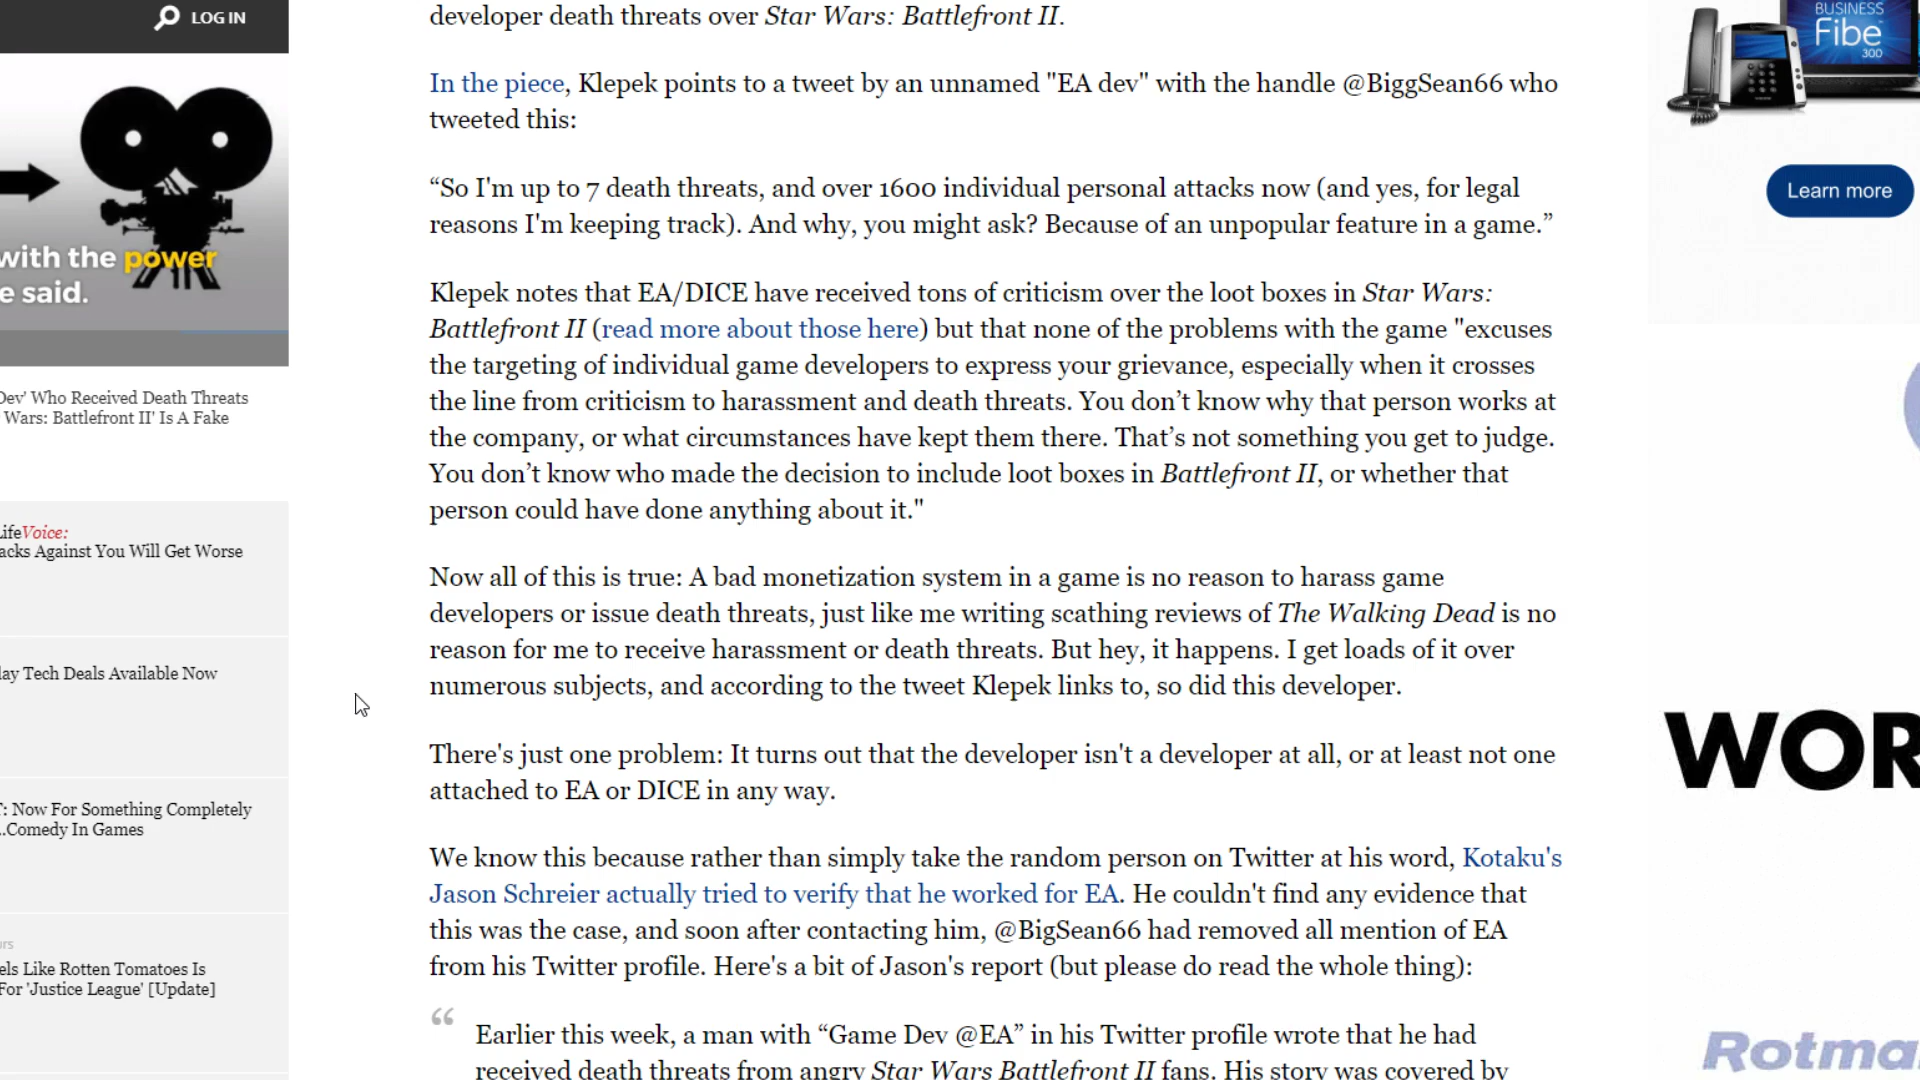 LOG IN
with the power
e said.
Dev' Who Received Death Threats
Wars: Battlefront II' Is A Fake
ifeVoice:
acks Against You Will Get Worse
lay Tech Deals Available Now
: Now For Something Completely
..Comedy In Games
urs
els Like Rotten Tomatoes Is
For 'Justice League' [Update]
developer death threats over Star Wars: Battlefront II.
In the piece, Klepek points to a tweet by an unnamed "EA dev" with the handle @BiggSean66 who
tweeted this:
“So I'm up to 7 death threats, and over 1600 individual personal attacks now (and yes, for legal
reasons I'm keeping track). And why, you might ask? Because of an unpopular feature in a game.”
Klepek notes that EA/DICE have received tons of criticism over the loot boxes in Star Wars:
Battlefront II (read more about those here) but that none of the problems with the game "excuses
the targeting of individual game developers to express your grievance, especially when it crosses
the line from criticism to harassment and death threats. You don’t know why that person works at
the company, or what circumstances have kept them there. That’s not something you get to judge.
You don’t know who made the decision to include loot boxes in Battlefront II, or whether that
person could have done anything about it."
Now all of this is true: A bad monetization system in a game is no reason to harass game
developers or issue death threats, just like me writing scathing reviews of The Walking Dead is no
reason for me to receive harassment or death threats. But hey, it happens. I get loads of it over
numerous subjects, and according to the tweet Klepek links to, so did this developer.
There's just one problem: It turns out that the developer isn't a developer at all, or at least not one
attached to EA or DICE in any way.
We know this because rather than simply take the random person on Twitter at his word, Kotaku's
Jason Schreier actually tried to verify that he worked for EA. He couldn't find any evidence that
this was the case, and soon after contacting him, @BigSean66 had removed all mention of EA
from his Twitter profile. Here's a bit of Jason's report (but please do read the whole thing):
“ Earlier this week, a man with “Game Dev @EA” in his Twitter profile wrote that he had
received death threats from angry Star Wars Battlefront II fans. His story was covered by
BUSINESS
Fibe
300
Learn more
WOR
Rotma